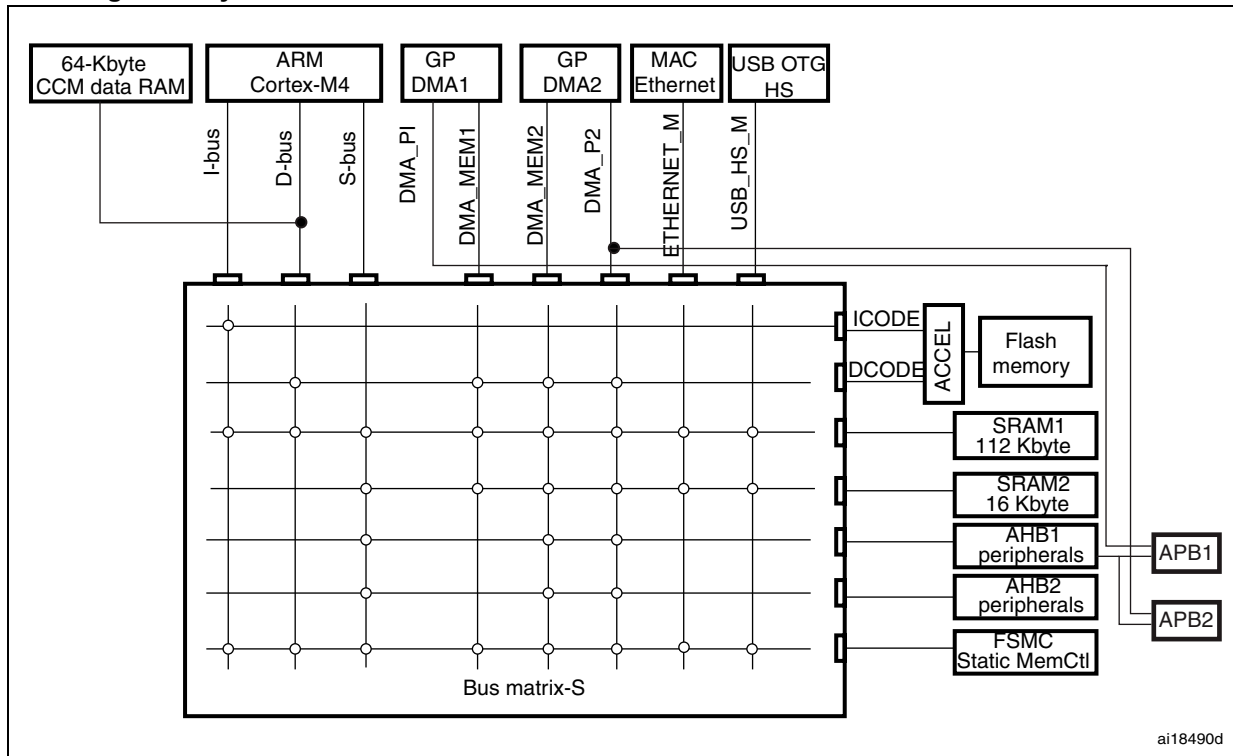 64-Kbyte
CCM data RAM
ARM
Cortex-M4
GP
DMA1
GP
DMA2
MAC
Ethernet
USB OTG
HS
I-bus
D-bus
S-bus
DMA_PI
DMA_MEM1
DMA_MEM2
DMA_P2
ETHERNET_M
USB_HS_M
ICODE
DCODE
ACCEL
Flash
memory
SRAM1
112 Kbyte
SRAM2
16 Kbyte
AHB1
peripherals
AHB2
peripherals
FSMC
Static MemCtl
APB1
APB2
Bus matrix-S
ai18490d